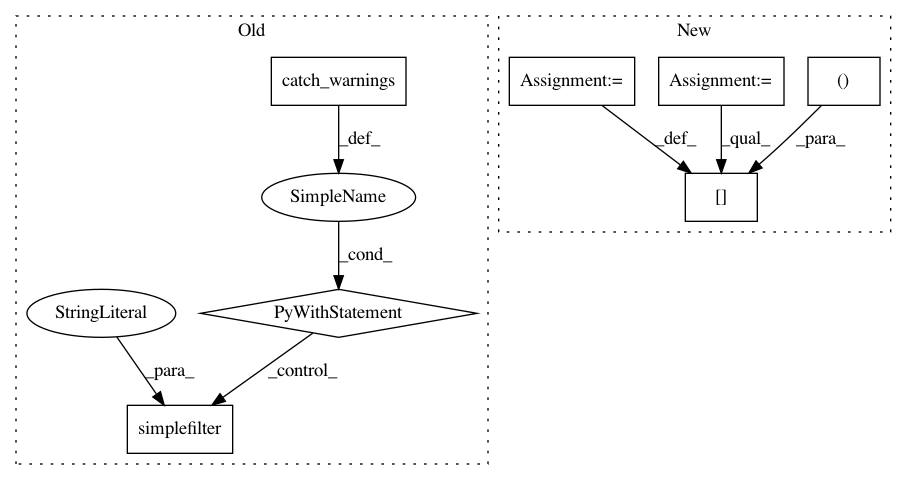 Old
New
catch_warnings
Assignment:=
Assignment:=
()
_def_
_def_
_qual_
_para_
SimpleName
[]
_cond_
StringLiteral
PyWithStatement
_para_
_control_
simplefilter